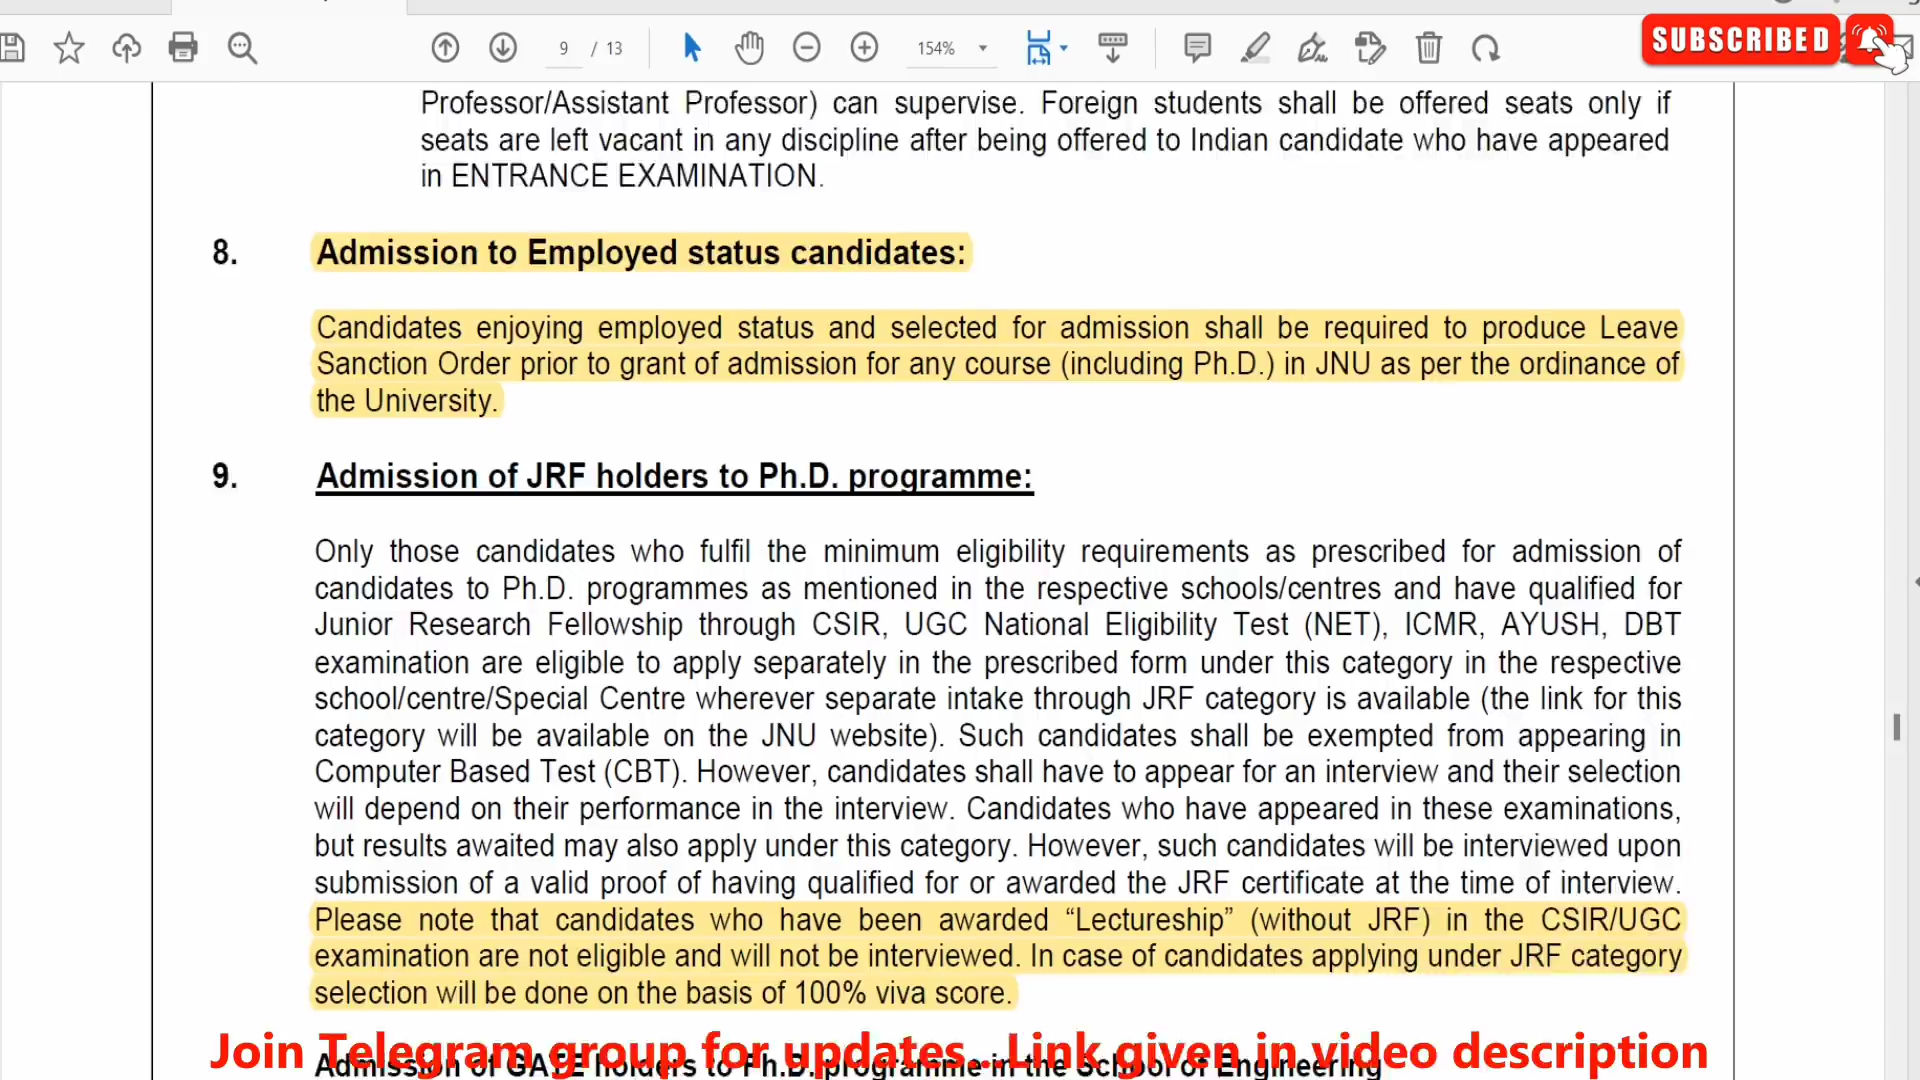 SUBSCRIBED
9 / 13
154%
Professor/Assistant Professor) can supervise. Foreign students shall be offered seats only if
seats are left vacant in any discipline after being offered to Indian candidate who have appeared
in ENTRANCE EXAMINATION.
8. Admission to Employed status candidates:
Candidates enjoying employed status and selected for admission shall be required to produce Leave
Sanction Order prior to grant of admission for any course (including Ph.D.) in JNU as per the ordinance of
the University.
9. Admission of JRF holders to Ph.D. programme:
Only those candidates who fulfil the minimum eligibility requirements as prescribed for admission of
candidates to Ph.D. programmes as mentioned in the respective schools/centres and have qualified for
Junior Research Fellowship through CSIR, UGC National Eligibility Test (NET), ICMR, AYUSH, DBT
examination are eligible to apply separately in the prescribed form under this category in the respective
school/centre/Special Centre wherever separate intake through JRF category is available (the link for this
category will be available on the JNU website). Such candidates shall be exempted from appearing in
Computer Based Test (CBT). However, candidates shall have to appear for an interview and their selection
will depend on their performance in the interview. Candidates who have appeared in these examinations,
but results awaited may also apply under this category. However, such candidates will be interviewed upon
submission of a valid proof of having qualified for or awarded the JRF certificate at the time of interview.
Please note that candidates who have been awarded “Lectureship” (without JRF) in the CSIR/UGC
examination are not eligible and will not be interviewed. In case of candidates applying under JRF category
selection will be done on the basis of 100% viva score.
Join Telegram group for updates...Link given in video description
Admission of GATE holders to Ph.D. programme in the School of Engineering